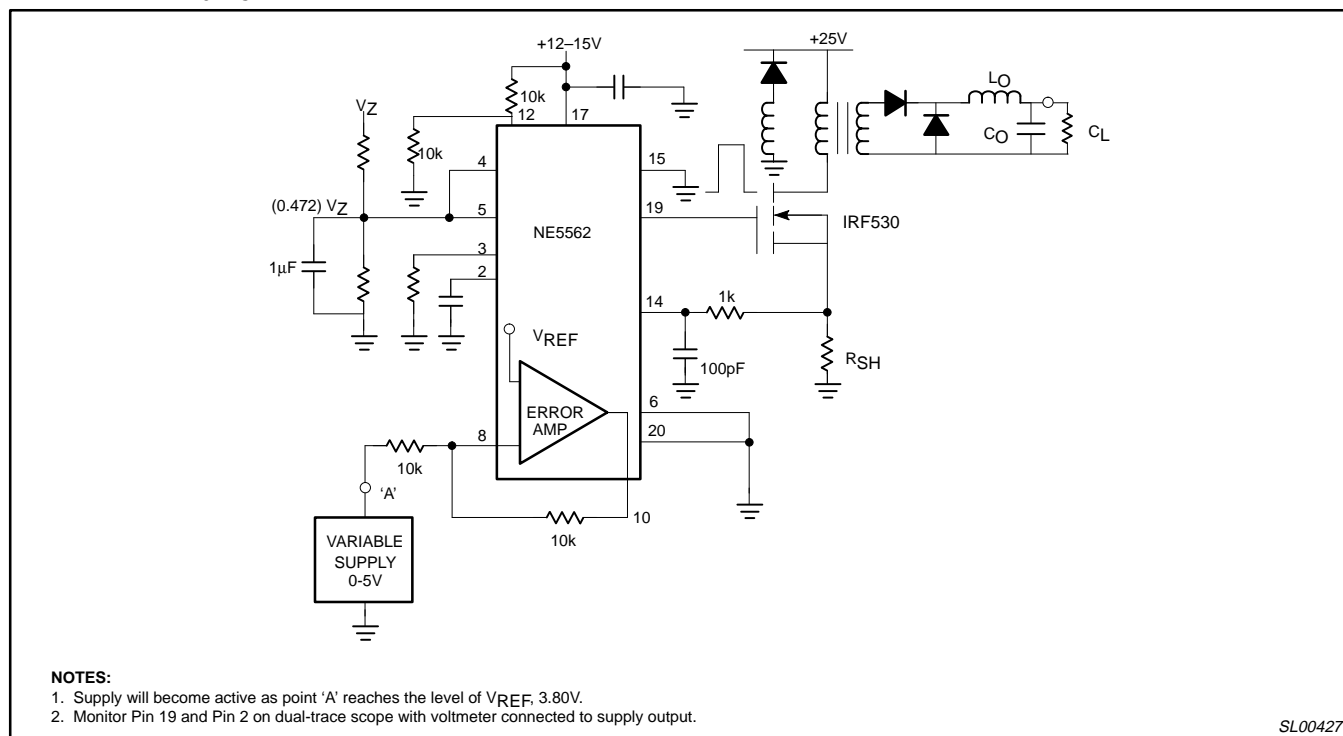 +12–15V
+25V
10k
12
17
VZ
10k
LO
CO
CL
4
15
(0.472) VZ
5
19
NE5562
IRF530
1µF
3
2
14
1k
VREF
100pF
RSH
ERROR
AMP
6
20
8
10k
'A'
10
10k
VARIABLE
SUPPLY
0-5V
NOTES:
1. Supply will become active as point 'A' reaches the level of VREF, 3.80V.
2. Monitor Pin 19 and Pin 2 on dual-trace scope with voltmeter connected to supply output.
SL00427